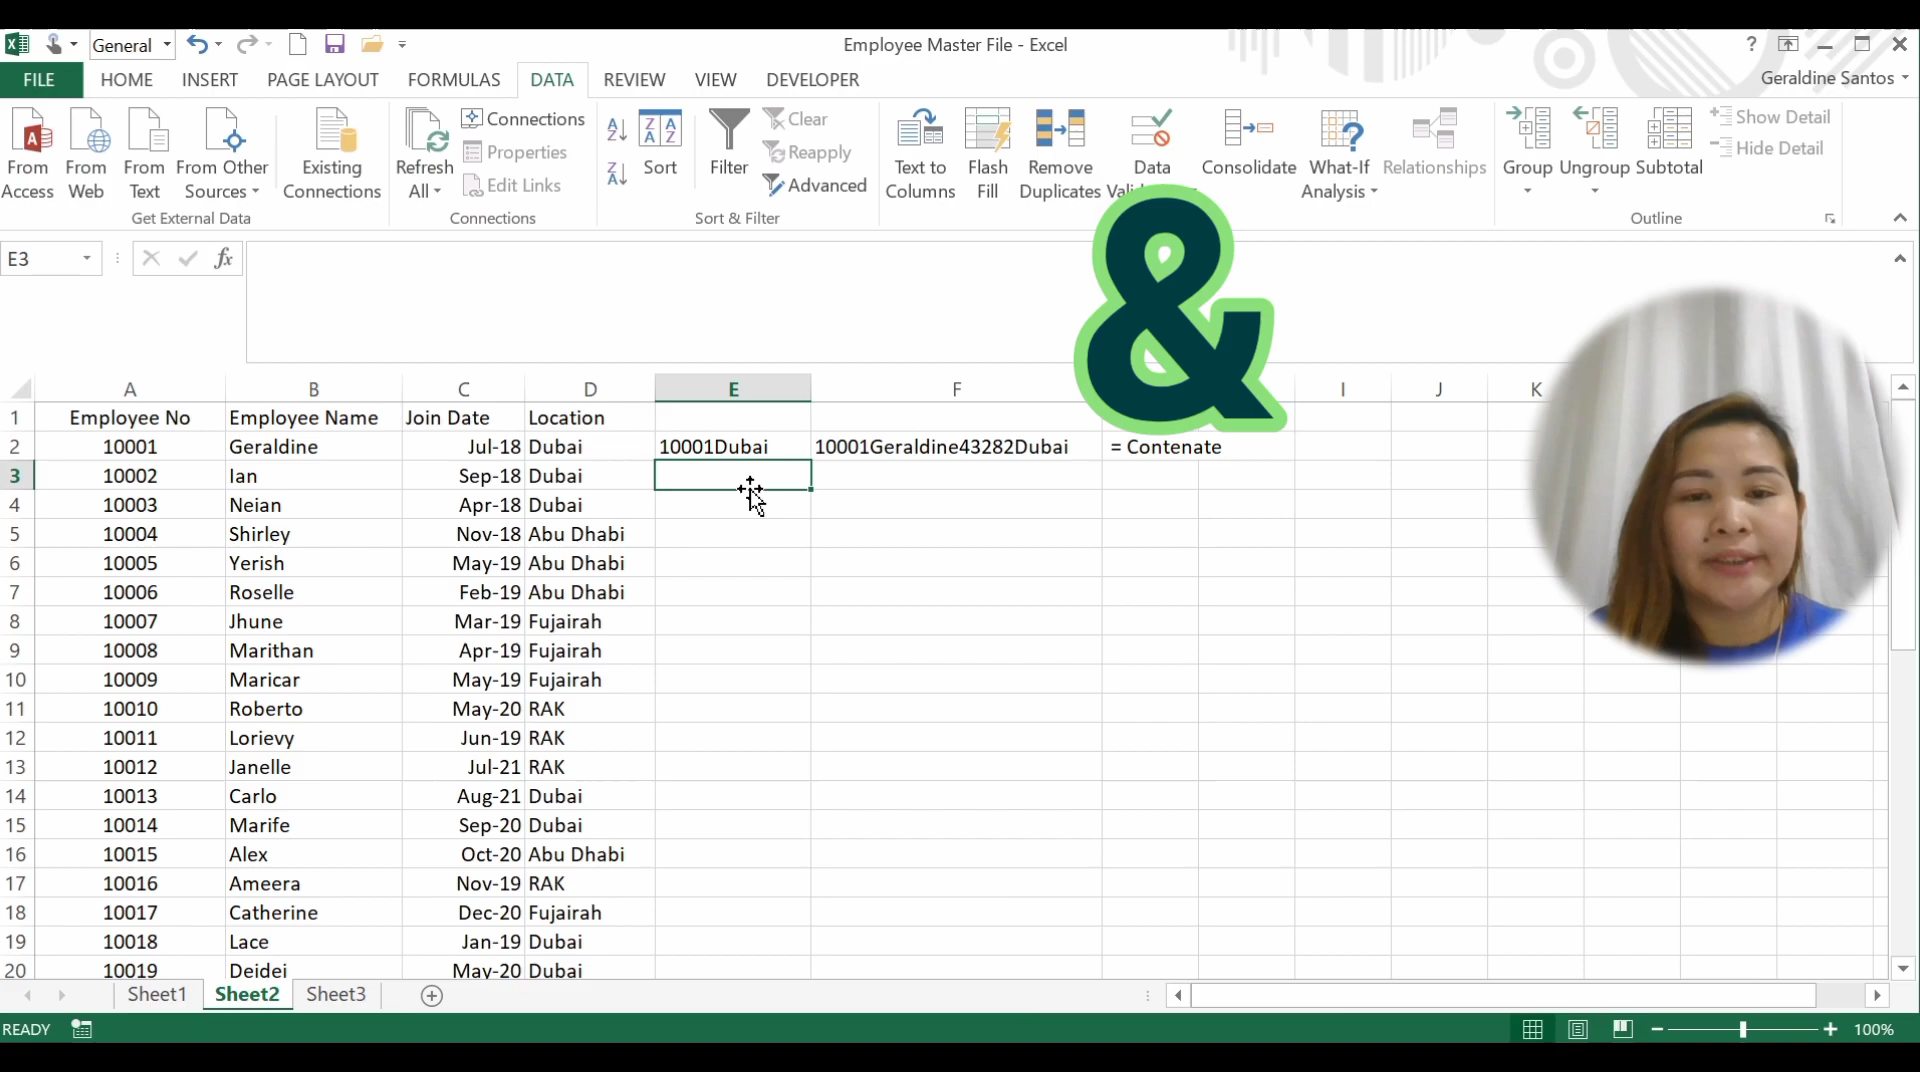 General
Employee Master File - Excel
?
FILE HOME INSERT PAGE LAYOUT FORMULAS DATA REVIEW VIEW DEVELOPER
Geraldine Santos
From Access
From Web
From Text
From Other Sources
Existing Connections
Get External Data
Refresh All
Connections
Properties
Edit Links
Connections
Sort
Filter
Clear
Reapply
Advanced
Sort & Filter
Text to Columns
Flash Fill
Remove Duplicates
Data
Consolidate
What-If Analysis
Relationships
Group
Ungroup
Subtotal
Show Detail
Hide Detail
Outline
&
E3
fx
A B C D E F I J K
1 Employee No Employee Name Join Date Location
2 10001 Geraldine Jul-18 Dubai 10001Dubai 10001Geraldine43282Dubai = Contenate
3 10002 Ian Sep-18 Dubai
4 10003 Neian Apr-18 Dubai
5 10004 Shirley Nov-18 Abu Dhabi
6 10005 Yerish May-19 Abu Dhabi
7 10006 Roselle Feb-19 Abu Dhabi
8 10007 Jhune Mar-19 Fujairah
9 10008 Marithan Apr-19 Fujairah
10 10009 Maricar May-19 Fujairah
11 10010 Roberto May-20 RAK
12 10011 Lorievy Jun-19 RAK
13 10012 Janelle Jul-21 RAK
14 10013 Carlo Aug-21 Dubai
15 10014 Marife Sep-20 Dubai
16 10015 Alex Oct-20 Abu Dhabi
17 10016 Ameera Nov-19 RAK
18 10017 Catherine Dec-20 Fujairah
19 10018 Lace Jan-19 Dubai
20 10019 Deidei May-20 Dubai
Sheet1 Sheet2 Sheet3
READY
100%